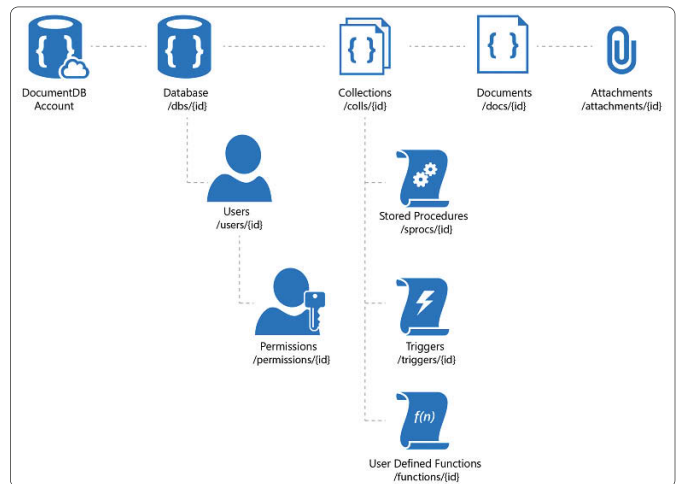 DocumentDB
Account
Database
/dbs/{id}
Collections
/colls/{id}
Documents
/docs/{id}
Attachments
/attachments/{id}
Users
/users/{id}
Stored Procedures
/sprocs/{id}
Permissions
/permissions/{id}
Triggers
/triggers/{id}
f(n)
User Defined Functions
/functions/{id}